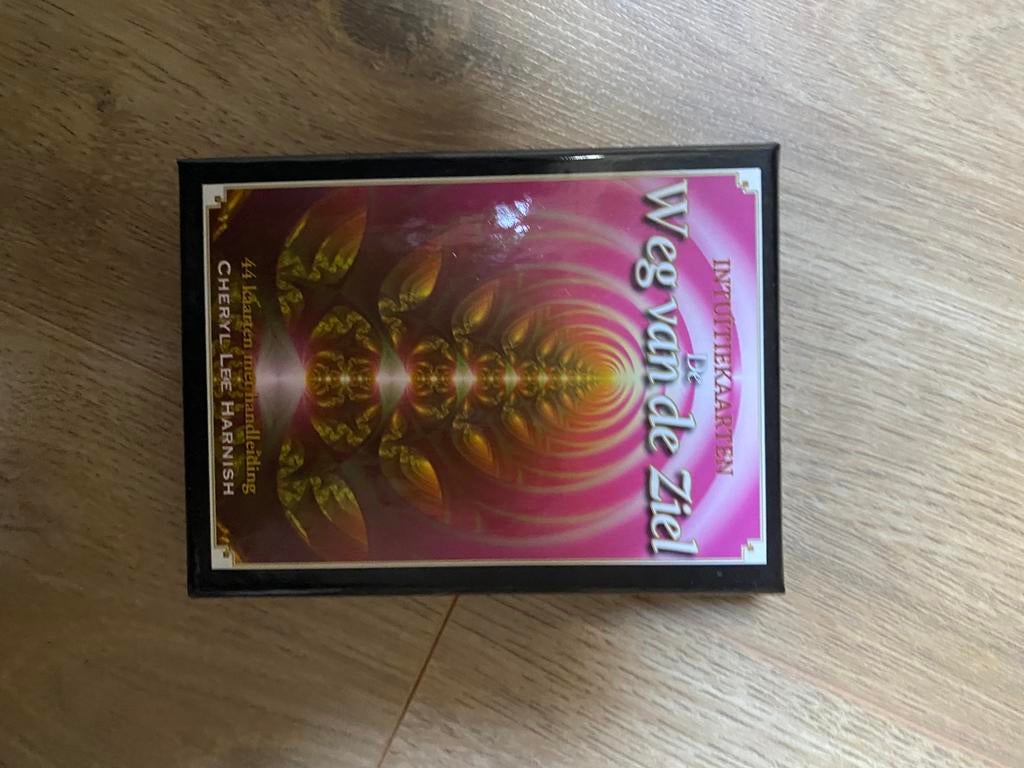 INTUÏTIEKAARTEN
De
Weg van de Ziel
44 kaarten met handleiding
CHERYL LEE HARNISH